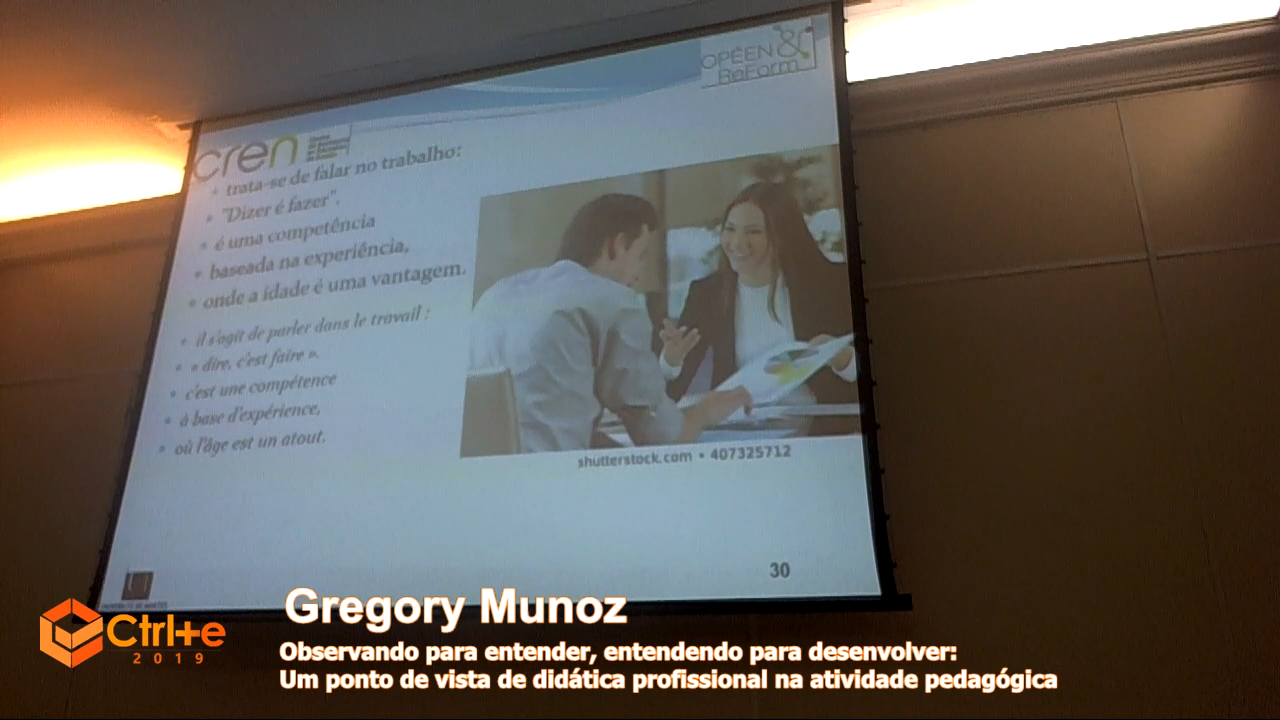 OPÉEN &
ReForm
cren
trata-se de falar no trabalho:
"Dizer é fazer".
é uma competência
baseada na experiência,
onde a idade é uma vantagem.
il s'agit de parler dans le travail :
« dire, c'est faire ».
c'est une compétence
à base d'expérience,
où l'âge est un atout.
shutterstock.com • 407325712
30
Gregory Munoz
Ctrl+e
2019
Observando para entender, entendendo para desenvolver:
Um ponto de vista de didática profissional na atividade pedagógica